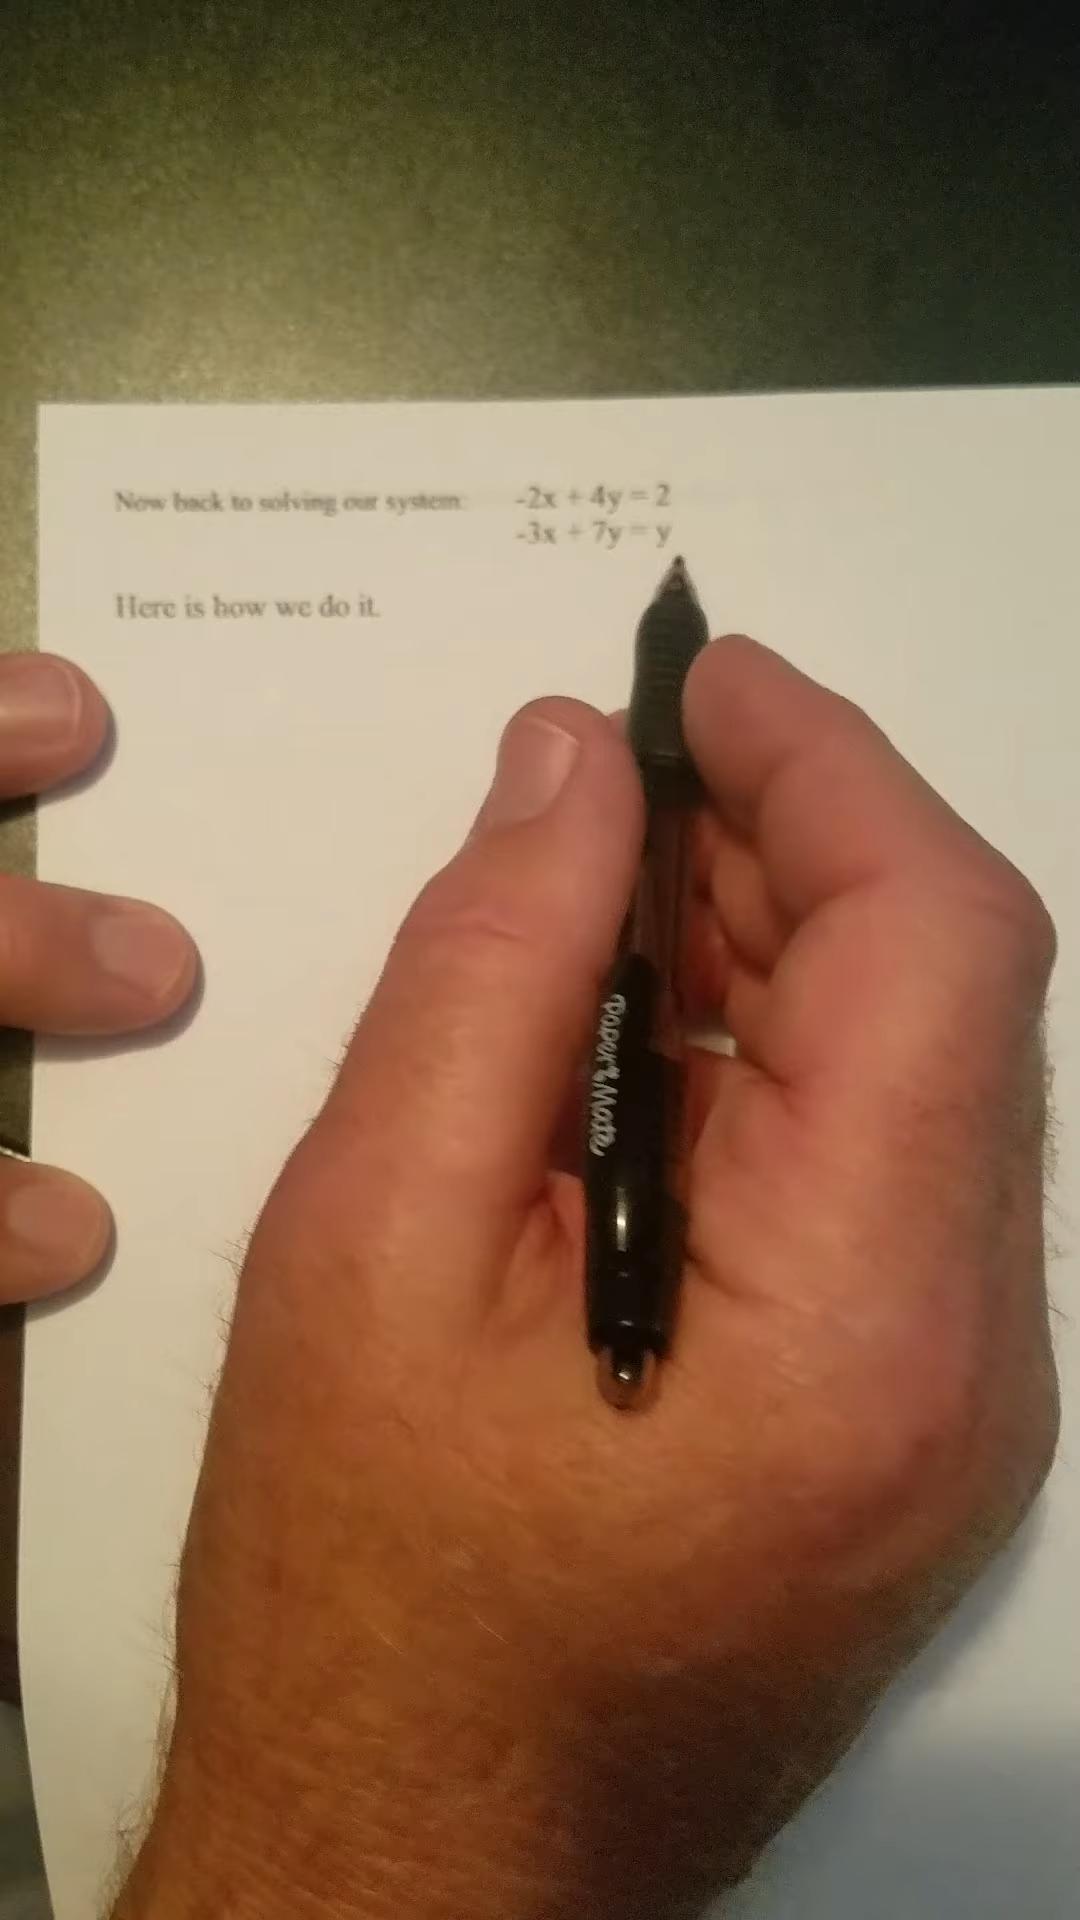 Now back to solving our system: -2x + 4y = 2
-3x + 7y = y
Here is how we do it.
Paper Mate